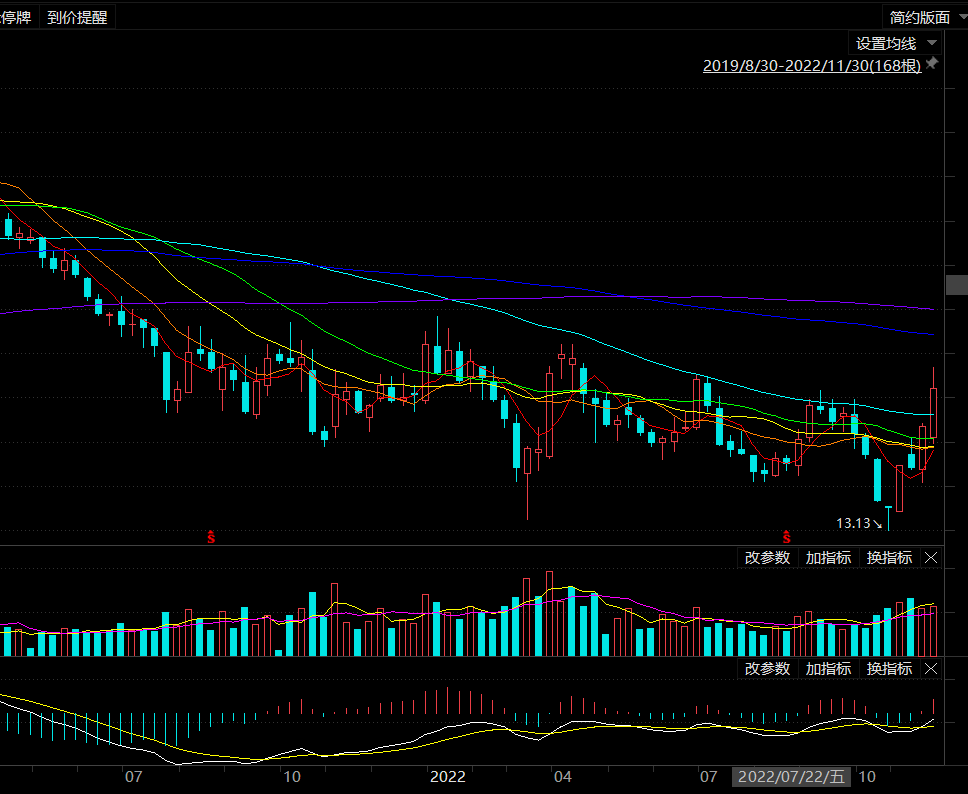 停牌 到价提醒 简约版面
设置均线
2019/8/30-2022/11/30(168根)
13.13
S S
改参数 加指标 换指标
改参数 加指标 换指标
07 10 2022 04 07 2022/07/22/五 10